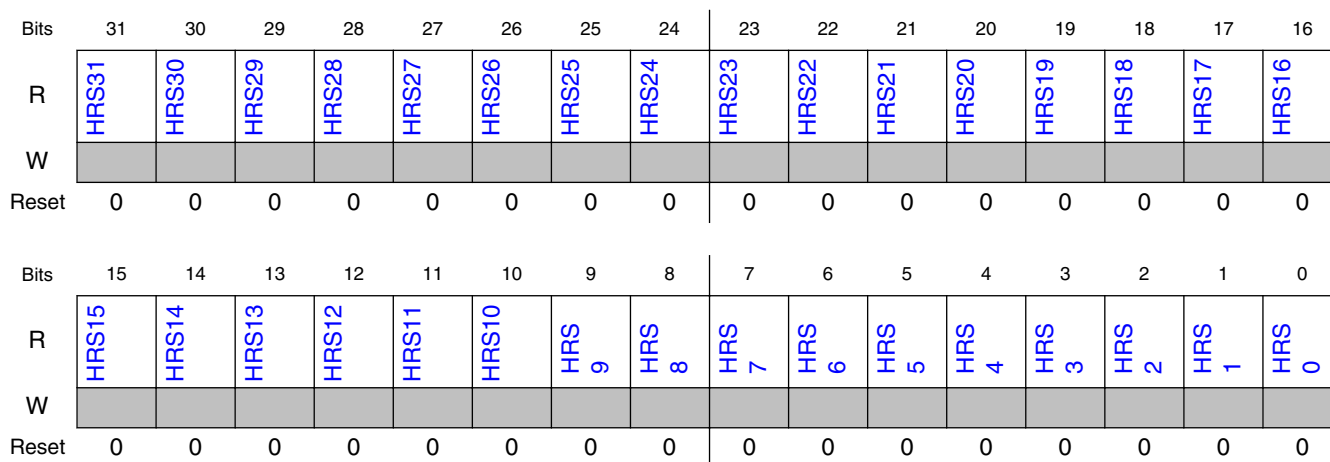 Bits 31 30 29 28 27 26 25 24 23 22 21 20 19 18 17 16
R HRS31 HRS30 HRS29 HRS28 HRS27 HRS26 HRS25 HRS24 HRS23 HRS22 HRS21 HRS20 HRS19 HRS18 HRS17 HRS16
W
Reset 0 0 0 0 0 0 0 0 0 0 0 0 0 0 0 0
Bits 15 14 13 12 11 10 9 8 7 6 5 4 3 2 1 0
R HRS15 HRS14 HRS13 HRS12 HRS11 HRS10 HRS 9 HRS 8 HRS 7 HRS 6 HRS 5 HRS 4 HRS 3 HRS 2 HRS 1 HRS 0
W
Reset 0 0 0 0 0 0 0 0 0 0 0 0 0 0 0 0